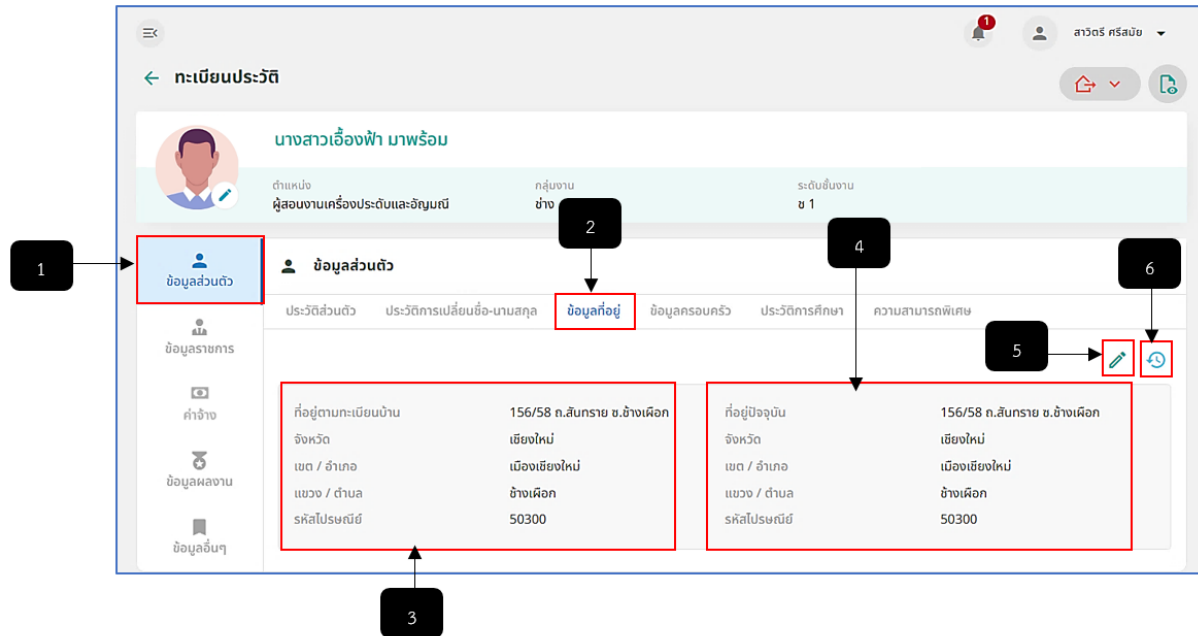 1
สาวิตรี ศรีสมัย
ทะเบียนประวัติ
นางสาวเอื้องฟ้า มาพร้อม
ตำแหน่ง กลุ่มงาน ระดับชั้นงาน
ผู้สอนงานเครื่องประดับและอัญมณี ช่าง ช 1
2
4
1
6
ข้อมูลส่วนตัว
ข้อมูลราชการ
ค่าจ้าง
ข้อมูลผลงาน
ข้อมูลอื่นๆ
ข้อมูลส่วนตัว
ประวัติส่วนตัว ประวัติการเปลี่ยนชื่อ-นามสกุล ข้อมูลที่อยู่ ข้อมูลครอบครัว ประวัติการศึกษา ความสามารถพิเศษ
5
ที่อยู่ตามทะเบียนบ้าน 156/58 ถ.สันทราย ซ.ช้างเผือก
จังหวัด เชียงใหม่
เขต / อำเภอ เมืองเชียงใหม่
แขวง / ตำบล ช้างเผือก
รหัสไปรษณีย์ 50300
ที่อยู่ปัจจุบัน 156/58 ถ.สันทราย ซ.ช้างเผือก
จังหวัด เชียงใหม่
เขต / อำเภอ เมืองเชียงใหม่
แขวง / ตำบล ช้างเผือก
รหัสไปรษณีย์ 50300
3